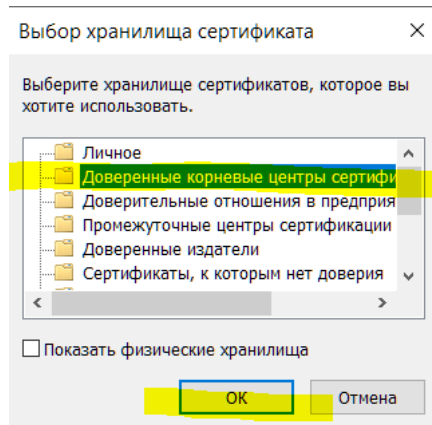 Выбор хранилища сертификата
Выберите хранилище сертификатов, которое вы
хотите использовать.
Личное
Доверенные корневые центры сертифи
Доверительные отношения в предприя
Промежуточные центры сертификации
Доверенные издатели
Сертификаты, к которым нет доверия
Показать физические хранилища
ОК
Отмена